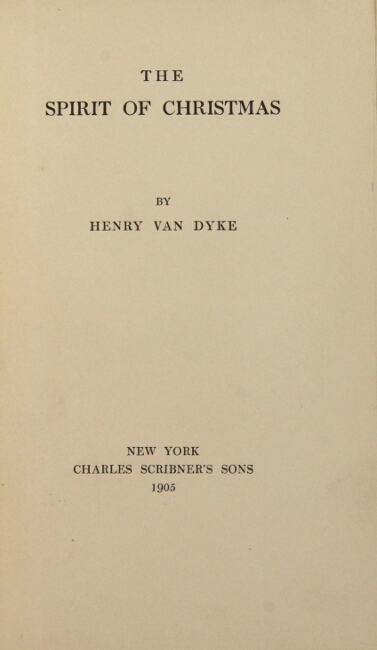 THE
SPIRIT OF CHRISTMAS
BY
HENRY VAN DYKE
NEW YORK
CHARLES SCRIBNER'S SONS
1905